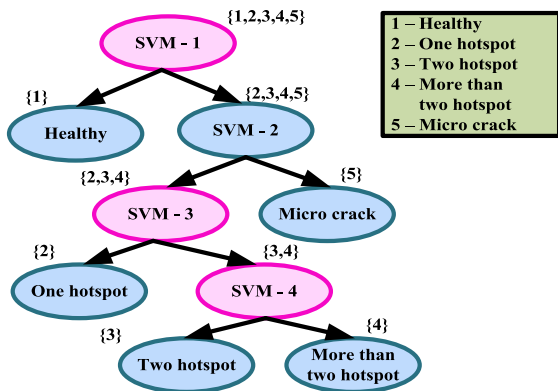 {1,2,3,4,5}
SVM - 1
{1}
{2,3,4,5}
Healthy
SVM - 2
{2,3,4}
{5}
SVM - 3
Micro crack
{2}
{3,4}
One hotspot
SVM - 4
{3}
{4}
Two hotspot
More than
two hotspot
1 – Healthy
2 – One hotspot
3 – Two hotspot
4 – More than
two hotspot
5 – Micro crack